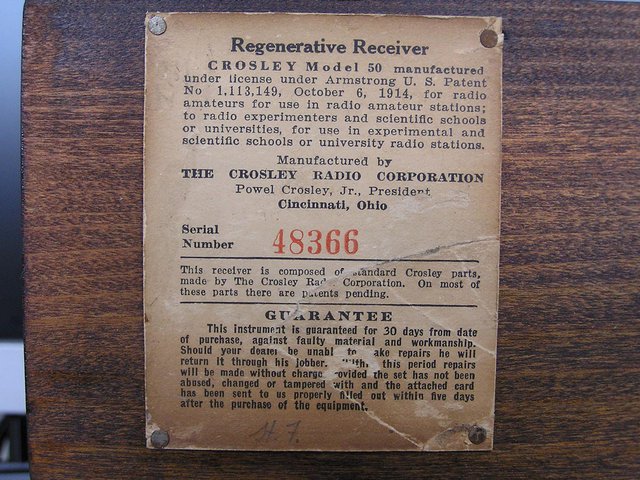 Regenerative Receiver
CROSLEY Model 50 manufactured
under license under Armstrong U. S. Patent
No 1,113,149, October 6, 1914, for radio
amateurs for use in radio amateur stations;
to radio experimenters and scientific schools
or universities, for use in experimental and
scientific schools or university radio stations.
Manufactured by
THE CROSLEY RADIO CORPORATION
Powel Crosley, Jr., President
Cincinnati, Ohio
Serial
Number 48366
This receiver is composed of standard Crosley parts,
made by The Crosley Rad Corporation. On most of
these parts there are patents pending.
GUARANTEE
This instrument is guaranteed for 30 days from date
of purchase, against faulty material and workmanship.
Should your dealer be unabl to ake repairs he will
return it through his jobber. this period repairs
will be made without charge ovided the set has not been
abused, changed or tampered with and the attached card
has been sent to us properly filled out within five days
after the purchase of the equipment.
H F.